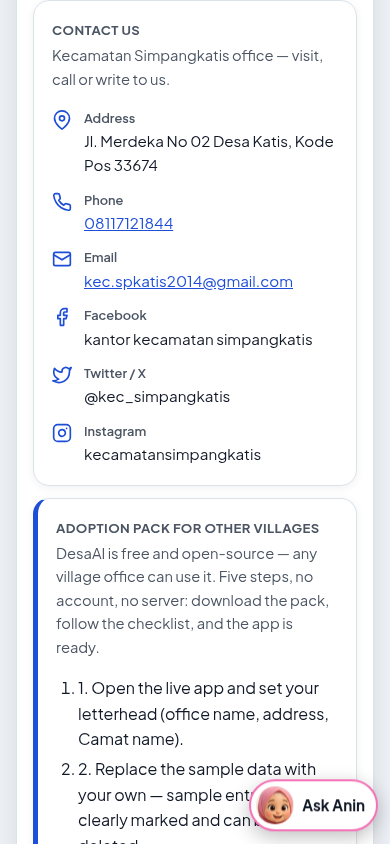 CONTACT US
Kecamatan Simpangkatis office — visit,
call or write to us.
Address
Jl. Merdeka No 02 Desa Katis, Kode
Pos 33674
Phone
08117121844
Email
kec.spkatis2014@gmail.com
Facebook
kantor kecamatan simpangkatis
Twitter / X
@kec_simpangkatis
Instagram
kecamatansimpangkatis
ADOPTION PACK FOR OTHER VILLAGES
DesaAI is free and open-source — any
village office can use it. Five steps, no
account, no server: download the pack,
follow the checklist, and the app is
ready.
1. 1. Open the live app and set your
letterhead (office name, address,
Camat name).
2. 2. Replace the sample data with
your own — sample
clearly marked and can
Ask Anin